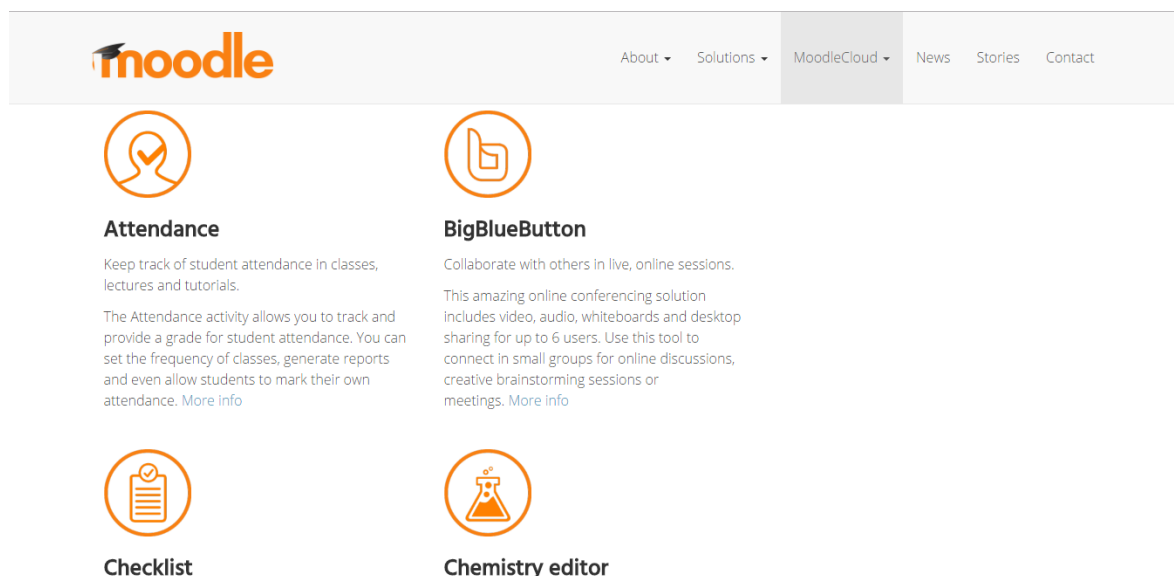 moodle
About
Solutions
MoodleCloud
News
Stories
Contact
Attendance
Keep track of student attendance in classes,
lectures and tutorials.
The Attendance activity allows you to track and
provide a grade for student attendance. You can
set the frequency of classes, generate reports
and even allow students to mark their own
attendance. More info
BigBlueButton
Collaborate with others in live, online sessions.
This amazing online conferencing solution
includes video, audio, whiteboards and desktop
sharing for up to 6 users. Use this tool to
connect in small groups for online discussions,
creative brainstorming sessions or
meetings. More info
Checklist
Chemistry editor